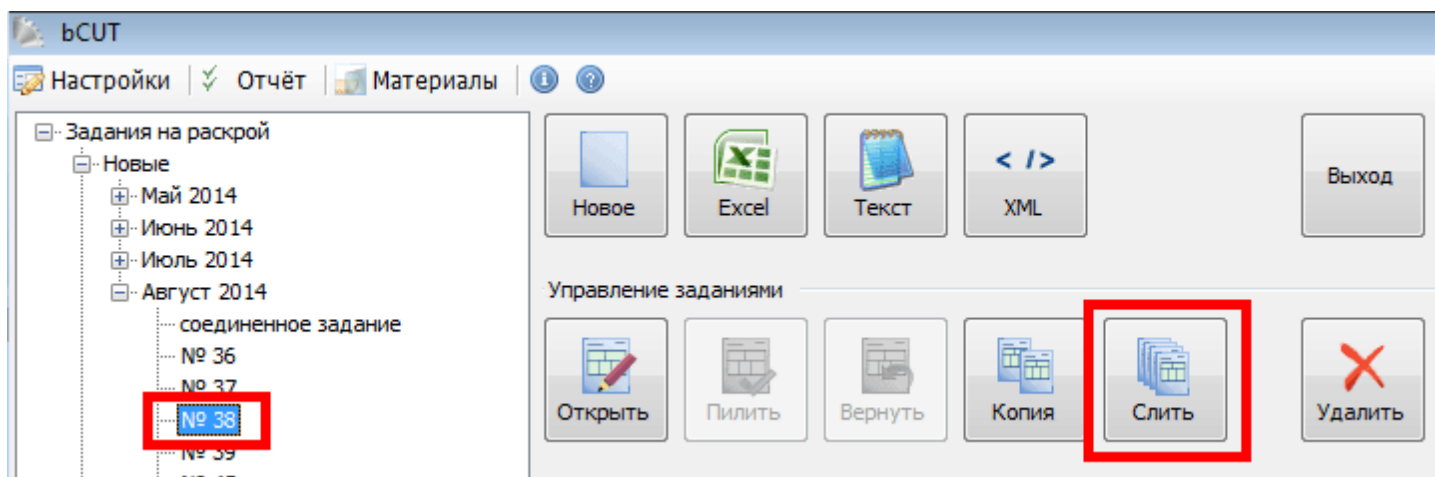 bCUT
Настройки Отчёт Материалы
Задания на раскрой
Новые
Май 2014
Июнь 2014
Июль 2014
Август 2014
соединенное задание
№ 36
№ 37
№ 38
№ 39
Новое Excel Текст < /> XML Выход
Управление заданиями
Открыть Пилить Вернуть Копия Слить Удалить